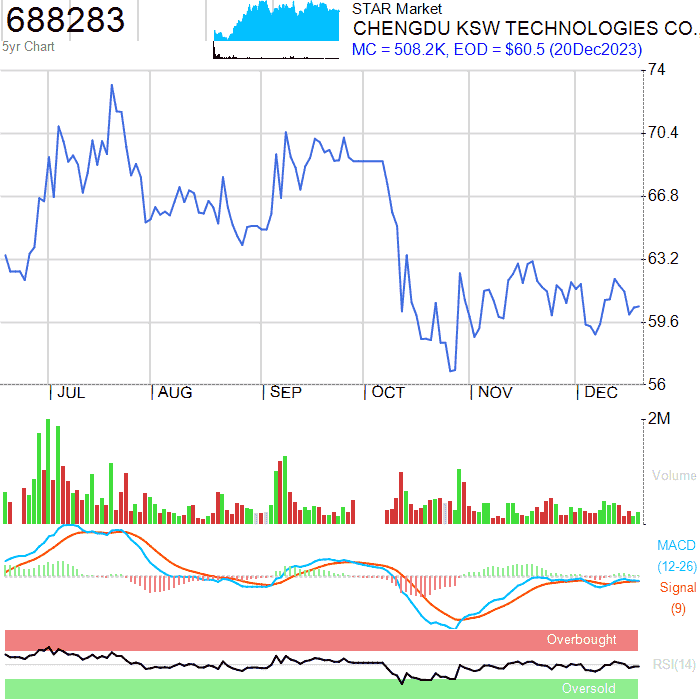 688283
5yr Chart
STAR Market
CHENGDU KSW TECHNOLOGIES CO.
MC = 508.2K, EOD = $60.5 (20Dec2023)
74
70.4
66.8
63.2
59.6
56
JUL AUG SEP OCT NOV DEC
2M
Volume
MACD
(12-26)
Signal
(9)
Overbought
RSI(14)
Oversold